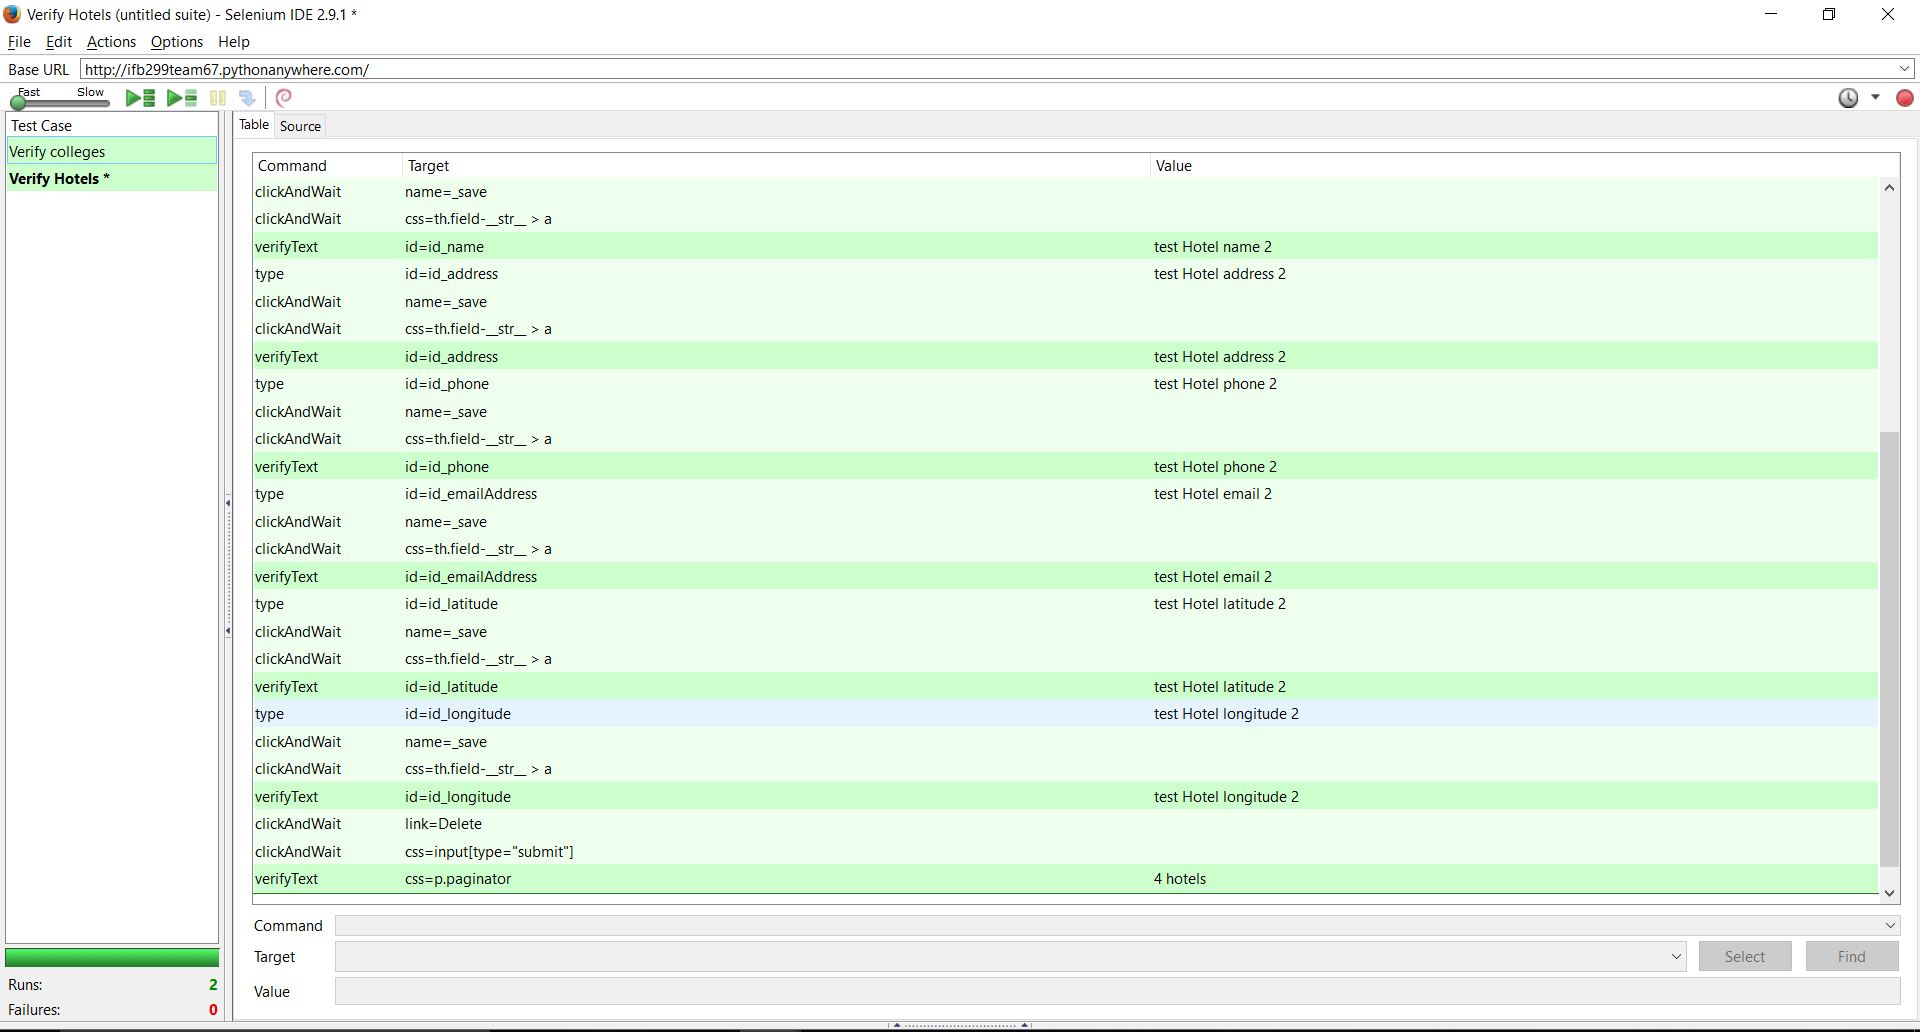 Verify Hotels (untitled suite) - Selenium IDE 2.9.1 *
File Edit Actions Options Help
Base URL http://ifb299team67.pythonanywhere.com/
Fast Slow
Test Case
Verify colleges
Verify Hotels *
Table Source
Command Target Value
clickAndWait name=_save
clickAndWait css=th.field-__str__ > a
verifyText id=id_name test Hotel name 2
type id=id_address test Hotel address 2
clickAndWait name=_save
clickAndWait css=th.field-__str__ > a
verifyText id=id_address test Hotel address 2
type id=id_phone test Hotel phone 2
clickAndWait name=_save
clickAndWait css=th.field-__str__ > a
verifyText id=id_phone test Hotel phone 2
type id=id_emailAddress test Hotel email 2
clickAndWait name=_save
clickAndWait css=th.field-__str__ > a
verifyText id=id_emailAddress test Hotel email 2
type id=id_latitude test Hotel latitude 2
clickAndWait name=_save
clickAndWait css=th.field-__str__ > a
verifyText id=id_latitude test Hotel latitude 2
type id=id_longitude test Hotel longitude 2
clickAndWait name=_save
clickAndWait css=th.field-__str__ > a
verifyText id=id_longitude test Hotel longitude 2
clickAndWait link=Delete
clickAndWait css=input[type="submit"]
verifyText css=p.paginator 4 hotels
Command
Target Select Find
Value
Runs: 2
Failures: 0